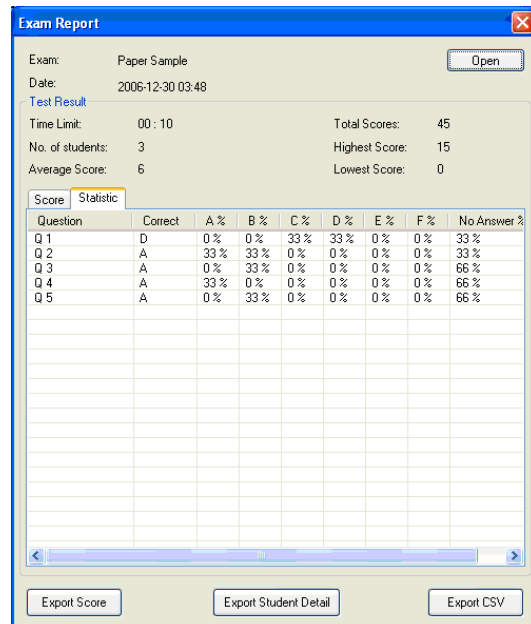 Exam Report
Exam: Paper Sample Open
Date: 2006-12-30 03:48
Test Result
Time Limit: 00 : 10 Total Scores: 45
No. of students: 3 Highest Score: 15
Average Score: 6 Lowest Score: 0
Score Statistic
Question Correct A % B % C % D % E % F % No Answer %
Q 1 D 0 % 0 % 33 % 33 % 0 % 0 % 33 %
Q 2 A 33 % 33 % 0 % 0 % 0 % 0 % 33 %
Q 3 A 0 % 33 % 0 % 0 % 0 % 0 % 66 %
Q 4 A 33 % 0 % 0 % 0 % 0 % 0 % 66 %
Q 5 A 0 % 33 % 0 % 0 % 0 % 0 % 66 %
Export Score Export Student Detail Export CSV